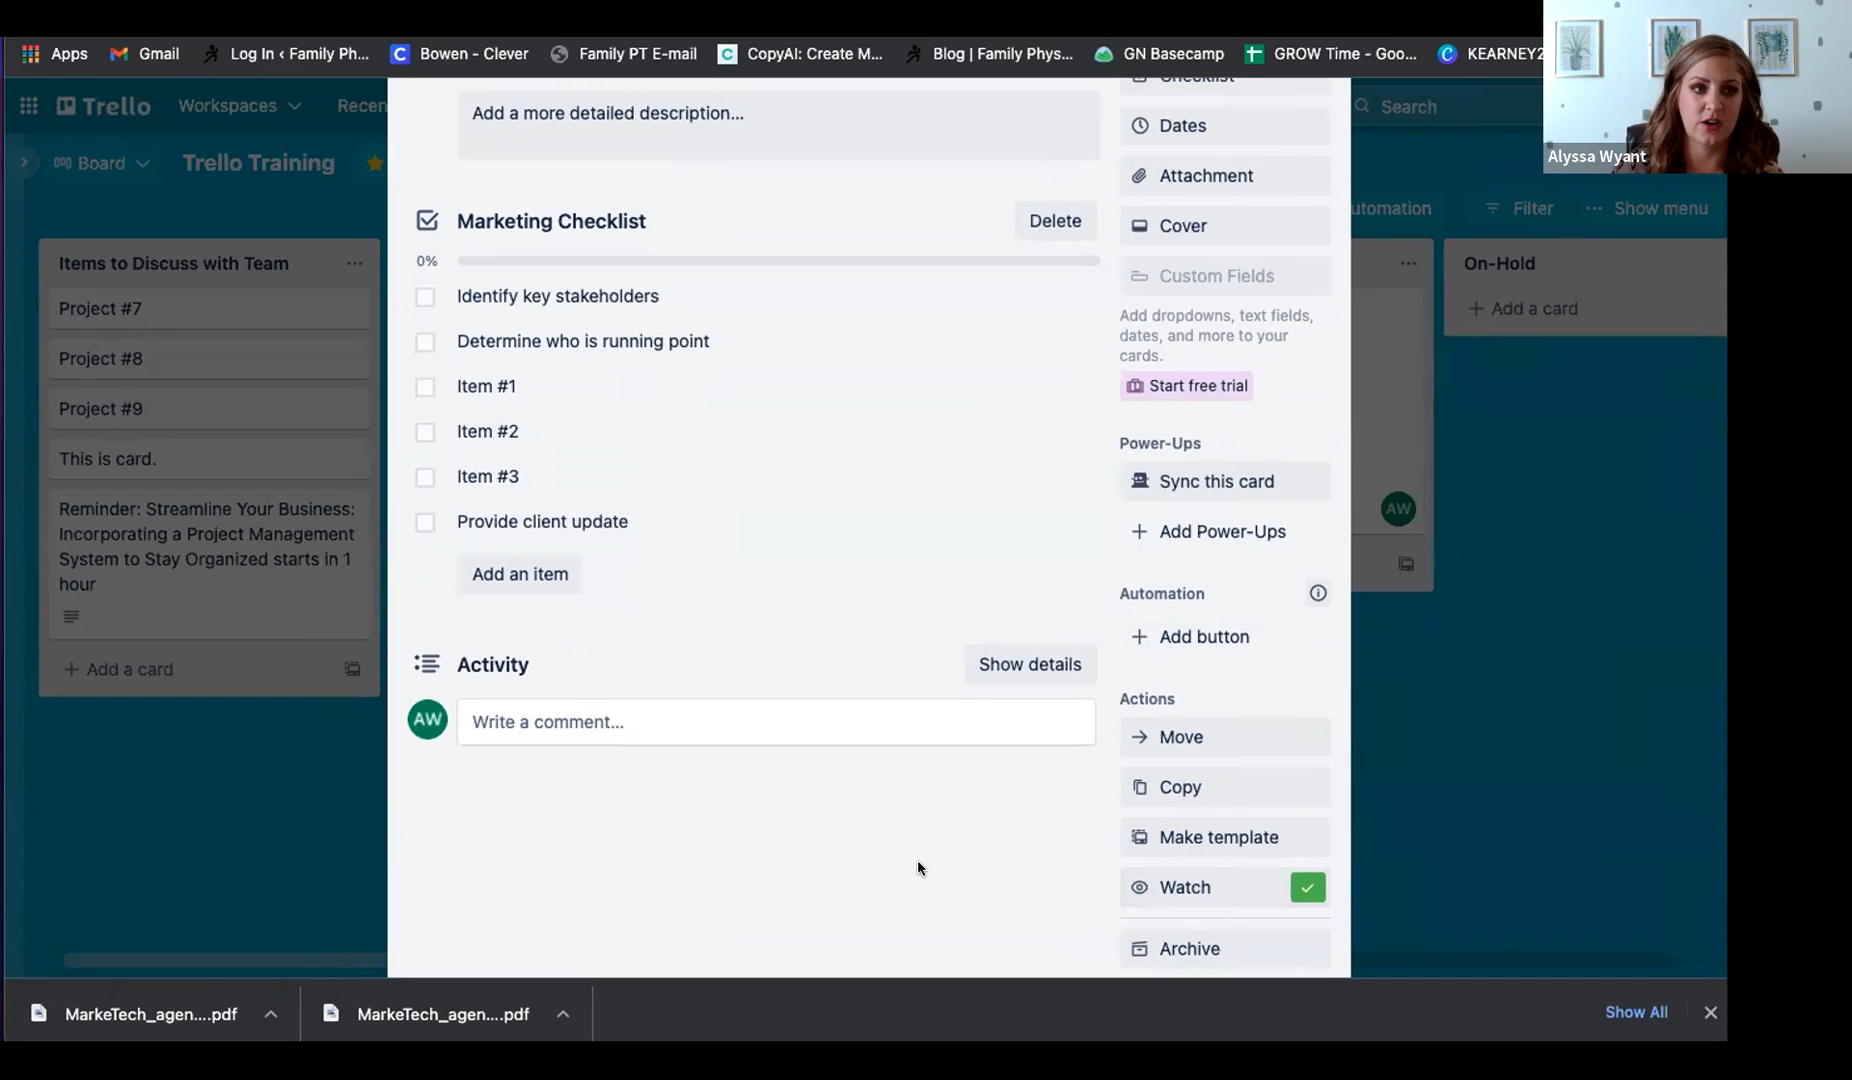 Apps
Gmail
Log In ‹ Family Ph...
Bowen - Clever
Family PT E-mail
CopyAI: Create M...
Blog | Family Phys...
GN Basecamp
GROW Time - Goo...
KEARNEY2
Alyssa Wyant
Trello
Workspaces
Recen
Search
Board
Trello Training
utomation
Filter
Show menu
Items to Discuss with Team
Project #7
Project #8
Project #9
This is card.
Reminder: Streamline Your Business:
Incorporating a Project Management
System to Stay Organized starts in 1
hour
+ Add a card
Add a more detailed description...
Marketing Checklist
Delete
0%
Identify key stakeholders
Determine who is running point
Item #1
Item #2
Item #3
Provide client update
Add an item
Activity
Show details
AW
Write a comment...
Checklist
Dates
Attachment
Cover
Custom Fields
Add dropdowns, text fields,
dates, and more to your
cards.
Start free trial
Power-Ups
Sync this card
+ Add Power-Ups
Automation
+ Add button
Actions
Move
Copy
Make template
Watch
Archive
AW
On-Hold
+ Add a card
MarkeTech_agen....pdf
MarkeTech_agen....pdf
Show All